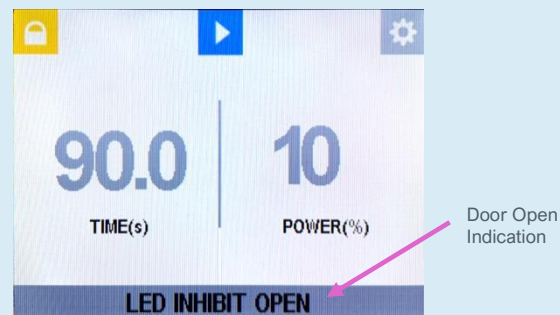 90.0
10
TIME(s)
POWER(%)
Door Open
Indication
LED INHIBIT OPEN